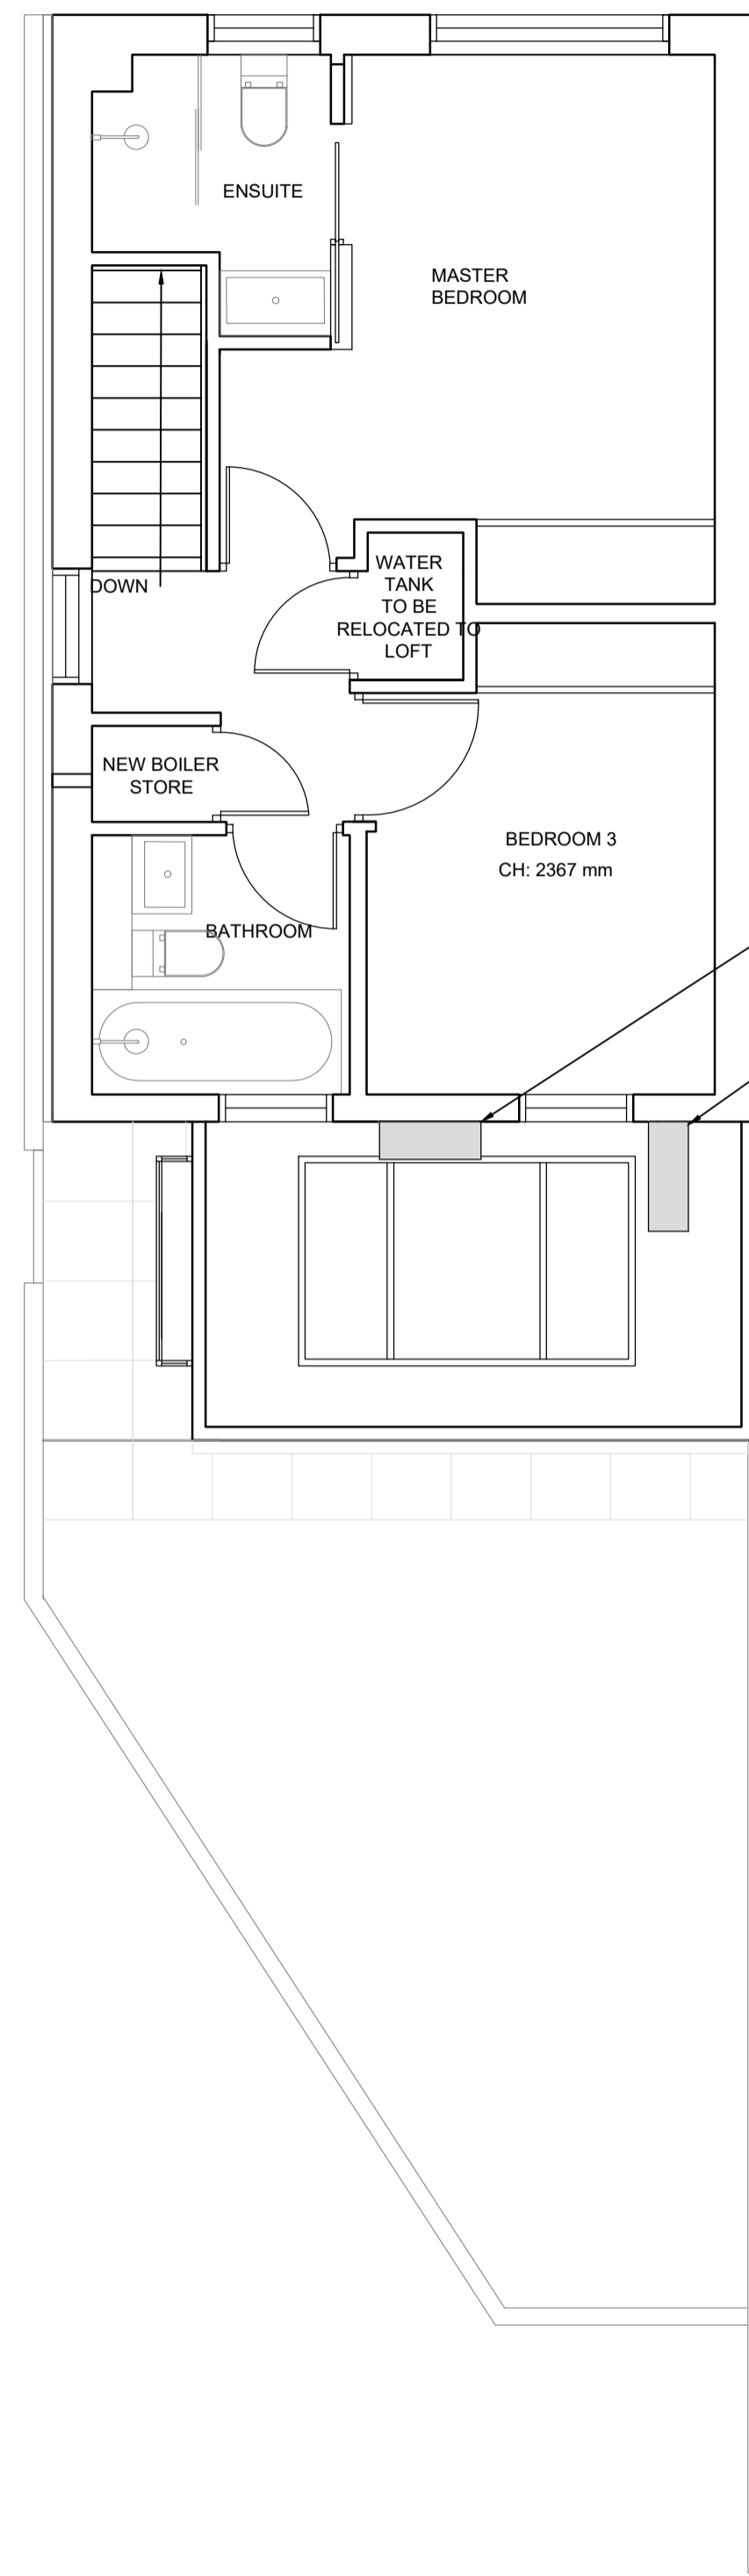 ENSUITE
MASTER
BEDROOM
WATER
TANK
TO BE
RELOCATED TO
LOFT
DOWN
NEW BOILER
STORE
BEDROOM 3
CH: 2367 mm
BATHROOM